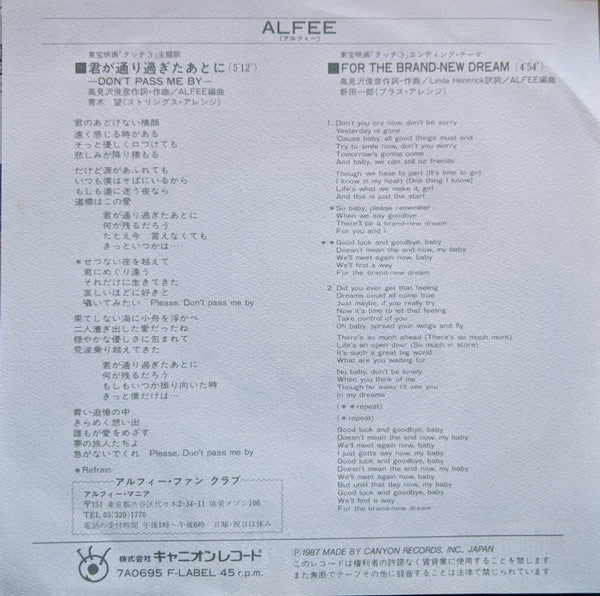 ALFEE
(アルフィー)
東宝映画「タッチ3」主題歌
■君が通り過ぎたあとに(5'12")
—DON'T PASS ME BY—
高見沢俊彦作詞・作曲/ALFEE編曲
青木 望(ストリングス・アレンジ)
君のあどけない横顔
遠く感じる時がある
そっと優しく口づけても
悲しみが降り積もる
だけど涙があふれても
いつも僕はそばにいるから
もしも道に迷う夜なら
道標はこの愛
君が通り過ぎたあとに
何が残るだろう
たとえ今 言えなくても
きっといつかは…
*せつない夜を越えて
君にめぐり逢う
それだけに生きてきた
哀しいほどに好きと
囁いてみたい Please, Don't pass me by
果てしない海に小舟を浮かべ
二人漕ぎ出した愛だったね
穏やかな優しさに包まれて
荒波乗り越えてきた
君が通り過ぎたあとに
何が残るだろう
もしもいつか振り向いた時
きっと僕だけは…
青い追憶の中
きらめく想い出
誰もが愛をめざす
夢の旅人たちよ
急がないでくれ Please, Don't pass me by
*Refrain
アルフィー・ファン クラブ
アルフィー・マニア
〒151 東京都渋谷区代々木2-34-11 協栄メゾン106
TEL 03(320)1770
電話の受付時間 午後1時〜午後6時 日曜・祝日は休み
東宝映画「タッチ3」エンディング・テーマ
■FOR THE BRAND-NEW DREAM(4'54")
高見沢俊彦作詞・作曲/Linda Heinrick訳詞/ALFEE編曲
新田一郎(ブラス・アレンジ)
1. Don't you cry now, don't be sorry
Yesterday is gone
'Cause baby, all good things must end
Try to smile now, don't you worry
Tomorrow's gonna come
And baby, we can still be friends
Though we have to part (It's time to go)
I know in my heart (One thing I know)
Life's what we make it, girl
And this is just the start
*So baby, please remember
When we say goodbye
There'll be a brand-new dream
For you and I
**Good luck and goodbye, baby
Doesn't mean the end now, my baby
We'll meet again now, baby
We'll find a way
For the brand-new dream
2. Did you ever get that feeling
Dreams could all come true
Just maybe, if you really try
Now it's time to let that feeling
Take control of you
Oh baby, spread your wings and fly
There's so much ahead (There's so much more)
Life's an open door (So much in store)
It's such a great big world
What are you waiting for
No baby, don't be lonely
When you think of me
Though far away I'll see you
In my dreams
(**repeat)
(*repeat)
Good luck and goodbye, baby
Doesn't mean the end now, my baby
We'll meet again now, baby
I just gotta say now, my baby
Good luck and goodbye, baby
Doesn't mean the end now, my baby
We'll meet again now, baby
But until that day now, my baby
Good luck and goodbye, baby
We'll find a way
For the brand-new dream
株式会社キャニオンレコード
7A0695 F-LABEL 45r.p.m.
Ⓟ1987 MADE BY CANYON RECORDS, INC., JAPAN
このレコードは権利者の許諾なく賃貸業に使用することを禁じます
また無断でテープその他に録音することは法律で禁じられています。